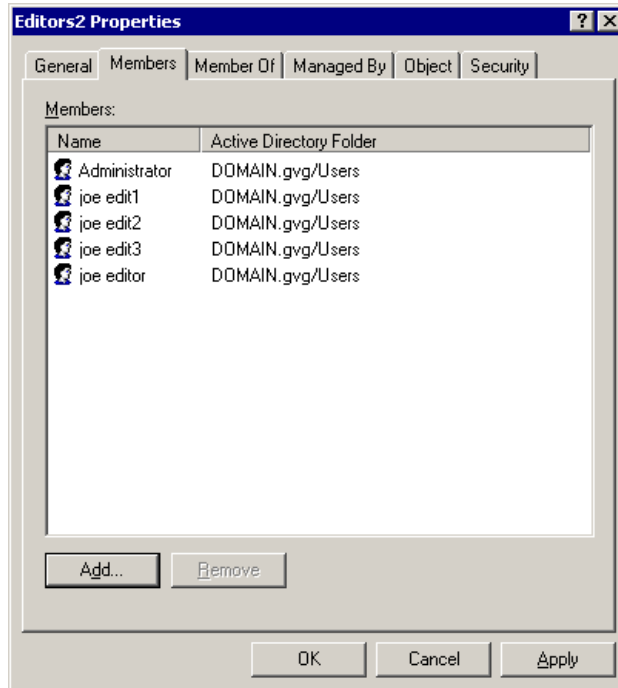 Editors2 Properties
General Members Member Of Managed By Object Security
Members:
Name Active Directory Folder
Administrator DOMAIN.gvg/Users
joe edit1 DOMAIN.gvg/Users
joe edit2 DOMAIN.gvg/Users
joe edit3 DOMAIN.gvg/Users
joe editor DOMAIN.gvg/Users
Add... Remove
OK Cancel Apply